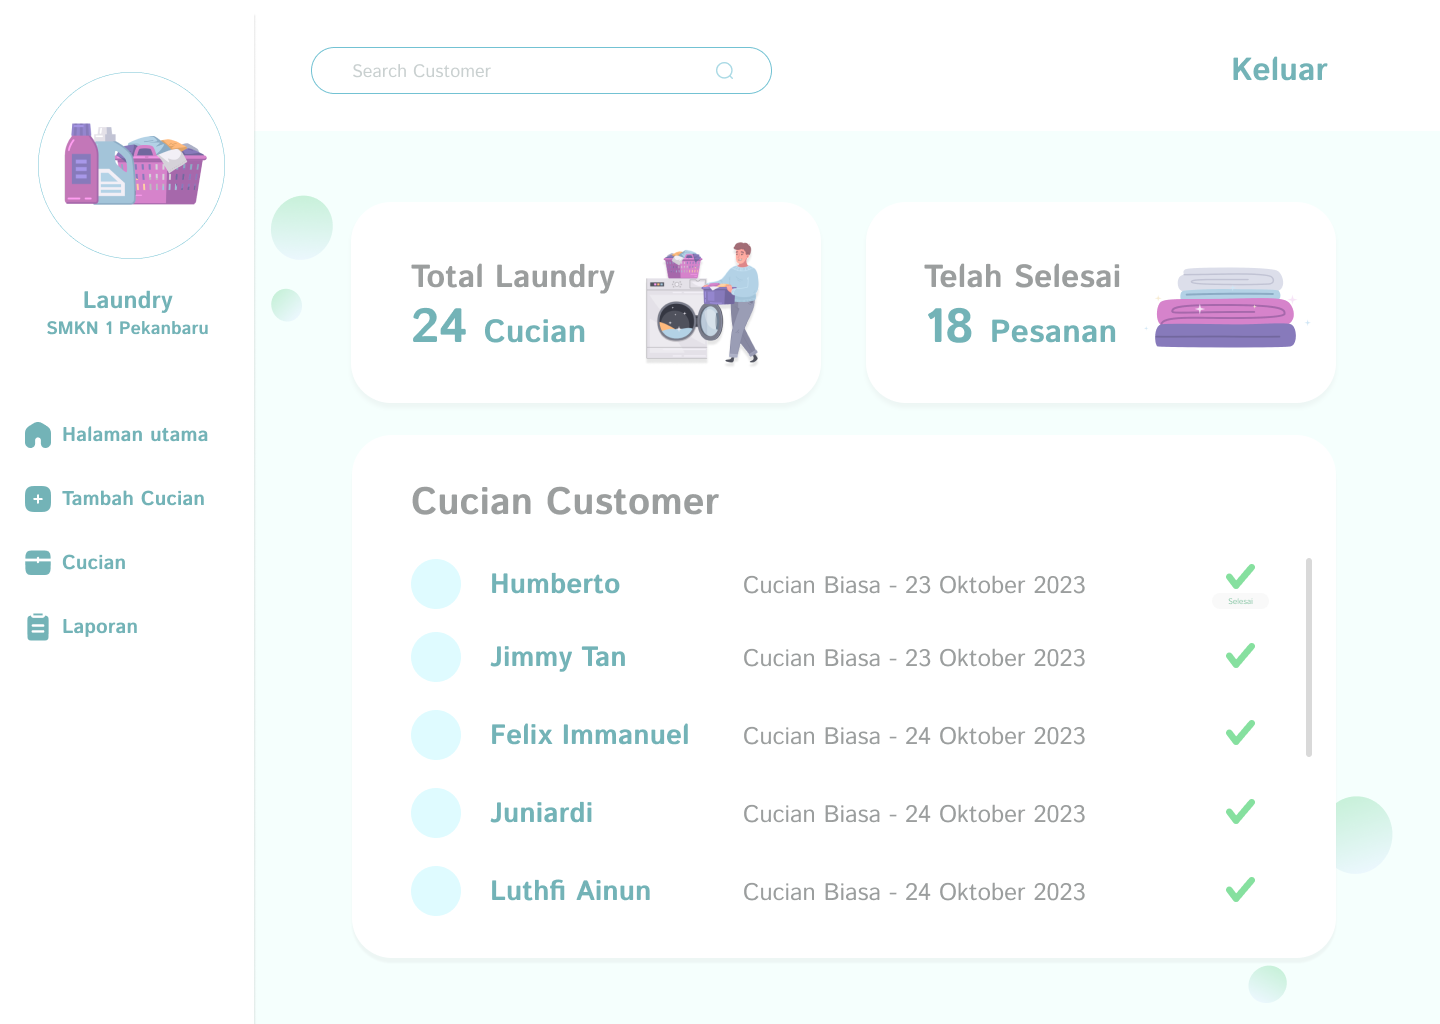 Search Customer
Keluar
Laundry
SMKN 1 Pekanbaru
Halaman utama
Tambah Cucian
Cucian
Laporan
Total Laundry
24 Cucian
Telah Selesai
18 Pesanan
Cucian Customer
Humberto Cucian Biasa - 23 Oktober 2023
Selesai
Jimmy Tan Cucian Biasa - 23 Oktober 2023
Felix Immanuel Cucian Biasa - 24 Oktober 2023
Juniardi Cucian Biasa - 24 Oktober 2023
Luthfi Ainun Cucian Biasa - 24 Oktober 2023